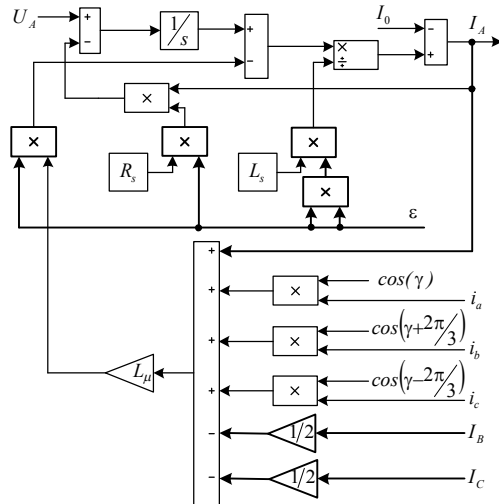 U_A + - 1/s + - × ÷ I_0 - + I_A
×
× × ×
R_s L_s ×
ε
+
+ × cos(γ) i_a
+ × cos(γ+2π/3) i_b
L_μ
+ × cos(γ-2π/3) i_c
- 1/2 I_B
- 1/2 I_C